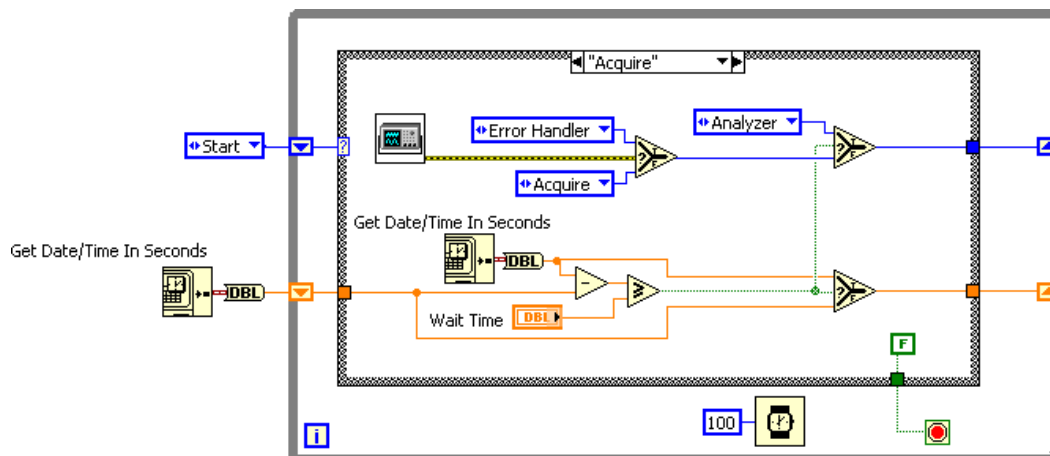 "Acquire"
Start
Error Handler
Analyzer
?
?
T
F
?
T
F
Acquire
Get Date/Time In Seconds
Get Date/Time In Seconds
DBL
DBL
-
≥
?
T
F
Wait Time
DBL
F
i
100